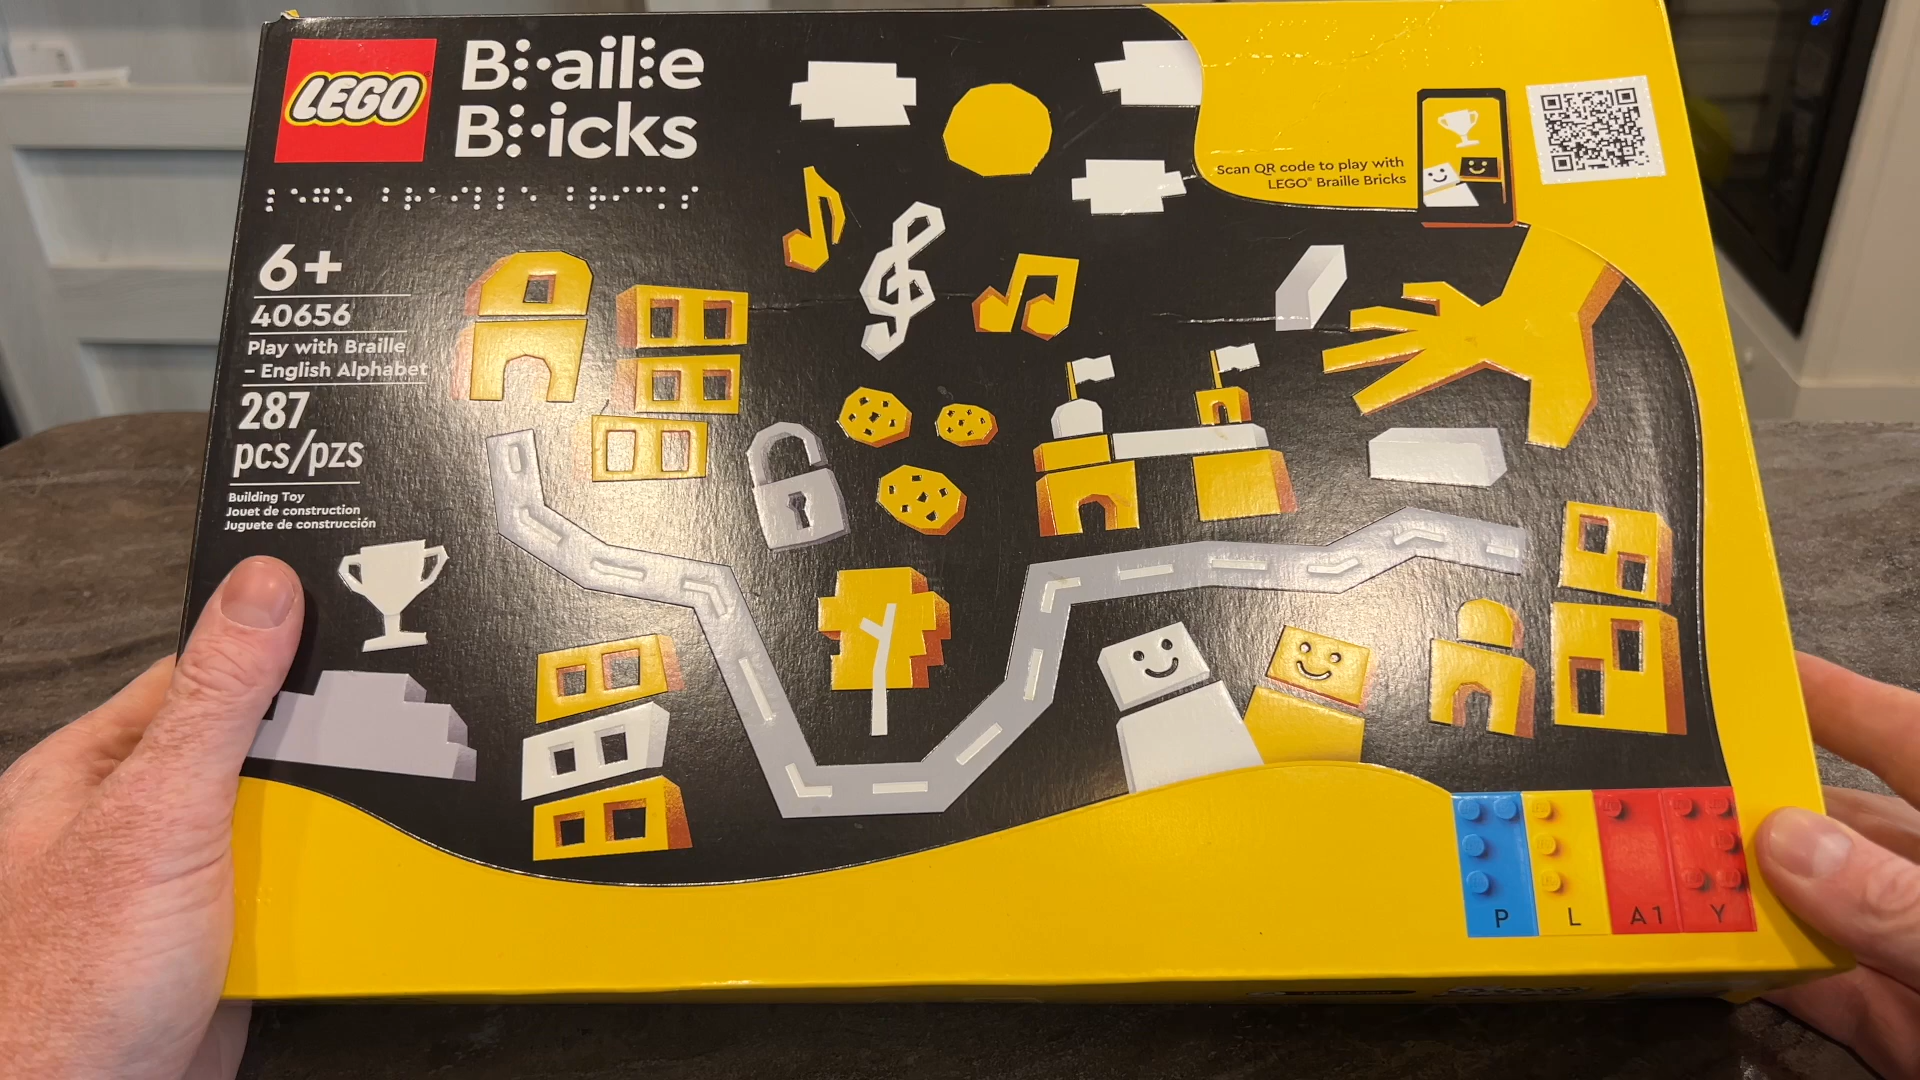 LEGO
B⠗aille
B⠗icks
6+
40656
Play with Braille
– English Alphabet
287
pcs/pzs
Building Toy
Jouet de construction
Juguete de construcción
Scan QR code to play with
LEGO® Braille Bricks
P L A1 Y